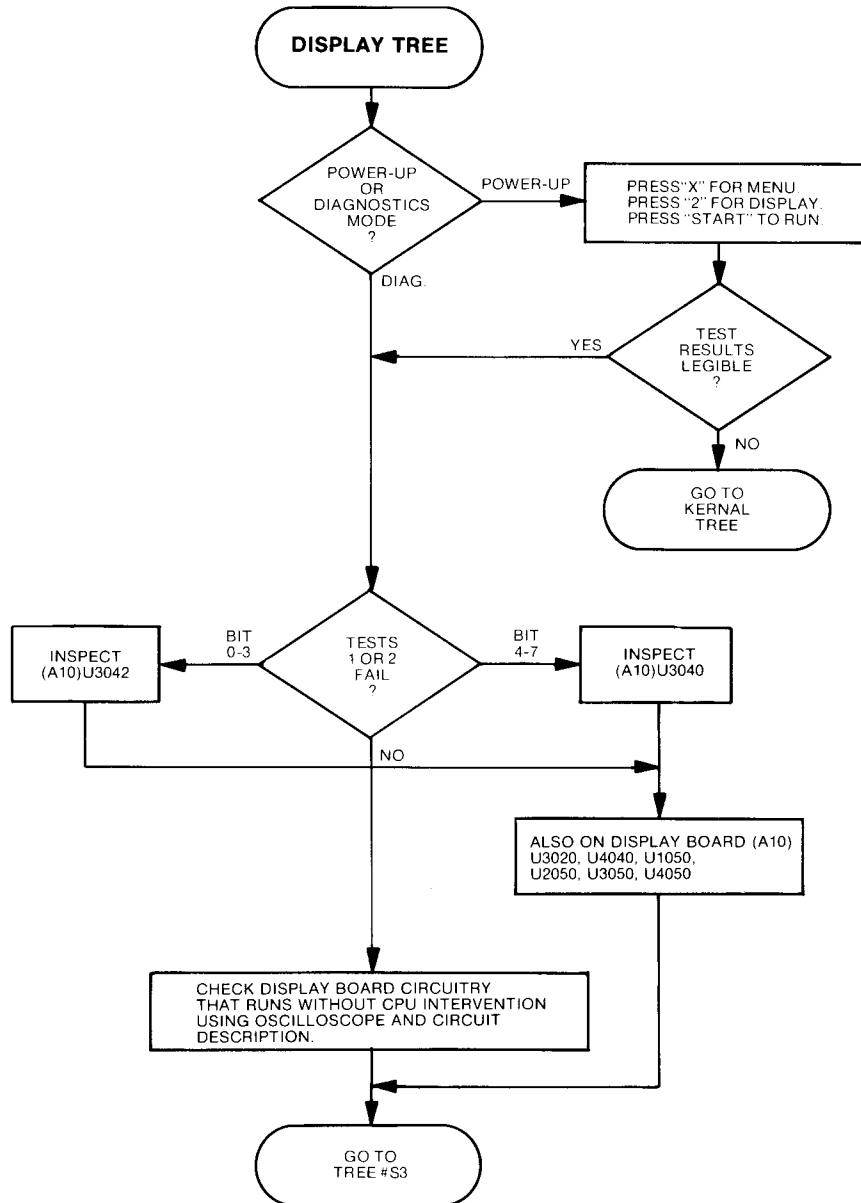 DISPLAY TREE
POWER-UP
OR
DIAGNOSTICS
MODE
?
POWER-UP
PRESS "X" FOR MENU.
PRESS "2" FOR DISPLAY.
PRESS "START" TO RUN.
DIAG.
YES
TEST
RESULTS
LEGIBLE
?
NO
GO TO
KERNAL
TREE
INSPECT
(A10)U3042
BIT
0-3
TESTS
1 OR 2
FAIL
?
BIT
4-7
INSPECT
(A10)U3040
NO
ALSO ON DISPLAY BOARD (A10)
U3020, U4040, U1050,
U2050, U3050, U4050
CHECK DISPLAY BOARD CIRCUITRY
THAT RUNS WITHOUT CPU INTERVENTION
USING OSCILLOSCOPE AND CIRCUIT
DESCRIPTION.
GO TO
TREE #S3